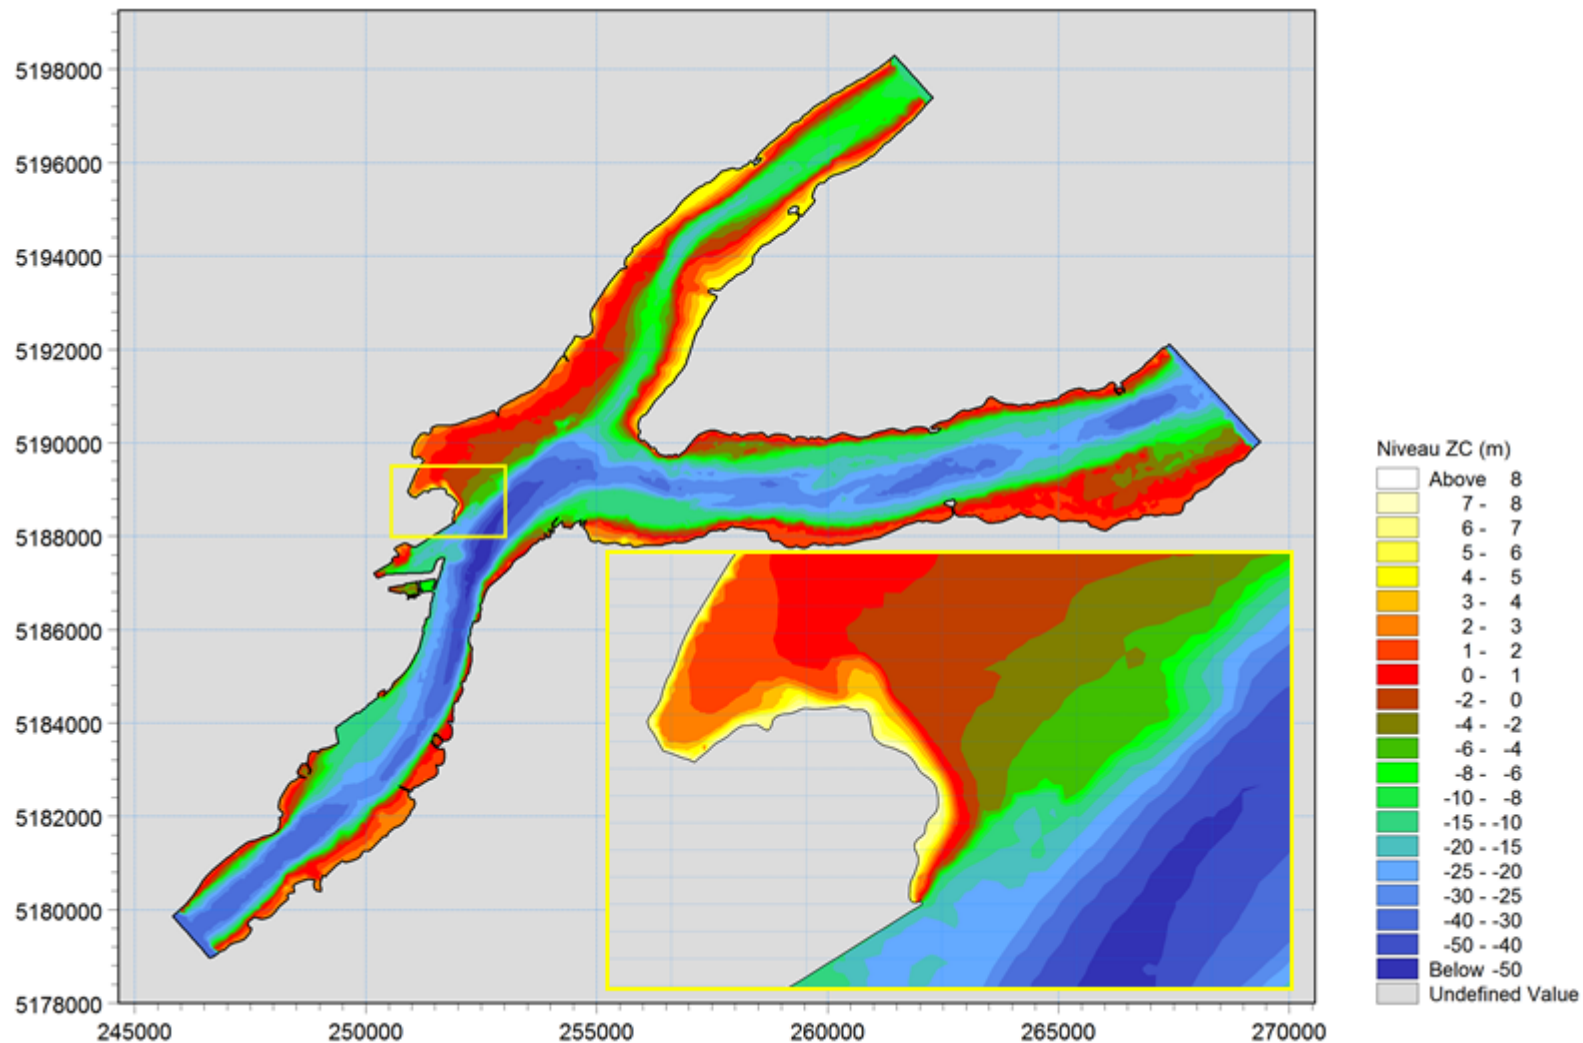 5198000
5196000
5194000
5192000
5190000
5188000
5186000
5184000
5182000
5180000
5178000
245000 250000 255000 260000 265000 270000
Niveau ZC (m)
Above 8
7 - 8
6 - 7
5 - 6
4 - 5
3 - 4
2 - 3
1 - 2
0 - 1
-2 - 0
-4 - -2
-6 - -4
-8 - -6
-10 - -8
-15 - -10
-20 - -15
-25 - -20
-30 - -25
-40 - -30
-50 - -40
Below -50
Undefined Value